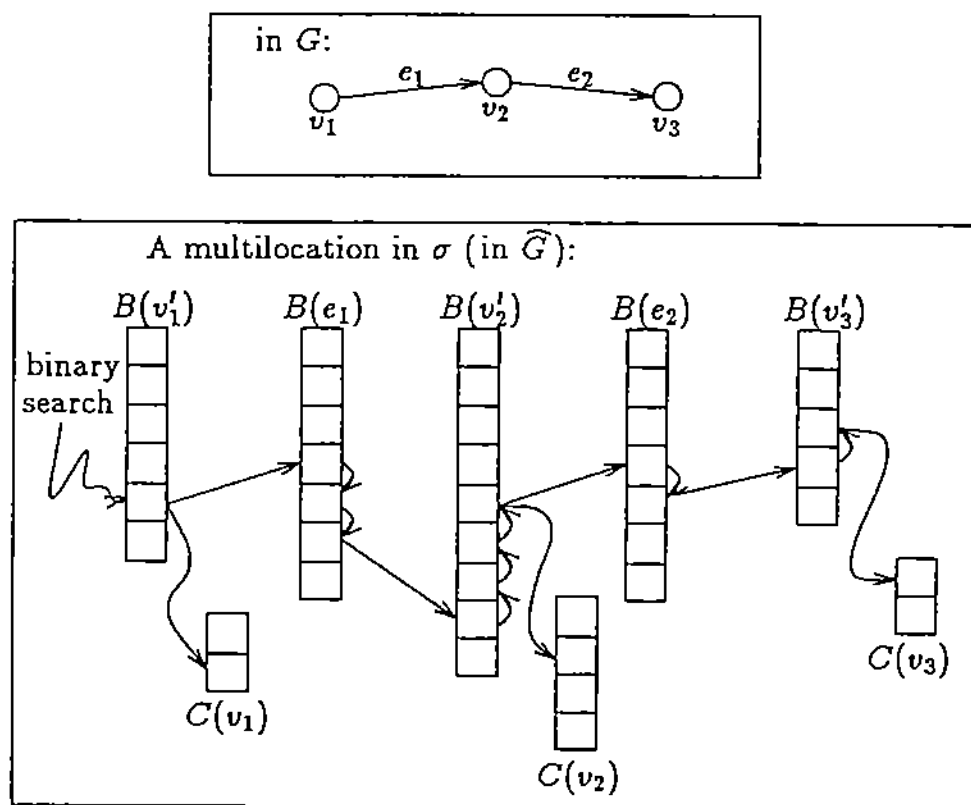 in G:
e₁ e₂
v₁ v₂ v₃
A multilocation in σ (in Ĝ):
B(v′₁) B(e₁) B(v′₂) B(e₂) B(v′₃)
binary
search
C(v₁)
C(v₂)
C(v₃)